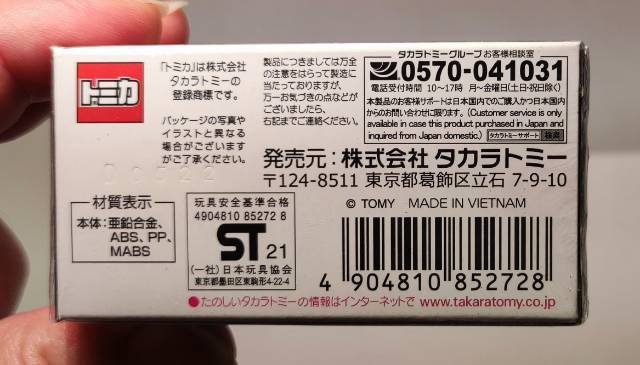 トミカ
「トミカ」は株式会社
タカラトミーの
登録商標です。
パッケージの写真や
イラストと異なる
場合がございます
がご了承ください。
製品につきましては万全
の注意をはらって製造に
当たっておりますが、
万一お気づきの点などが
ございましたら、
右記までご連絡ください。
タカラトミーグループ お客様相談室
0570-041031
電話受付時間 10〜17時 月〜金曜日(土・日・祝日除く)
本製品のお客様サポートは日本国内でのご購入かつ日本国内
からのお問い合わせに限ります。(Customer service is only
available in case this product purchased in Japan and
inquired from Japan domestic.) タカラトミーサポート 検索
発売元：株式会社 タカラトミー
〒124-8511 東京都葛飾区立石 7-9-10
材質表示
本体：亜鉛合金、
ABS、PP、
MABS
玩具安全基準合格
4904810 85272 8
ST 21
(一社)日本玩具協会
東京都墨田区東駒形4-22-4
© TOMY MADE IN VIETNAM
4 904810 852728
●たのしいタカラトミーの情報はインターネットで www.takaratomy.co.jp